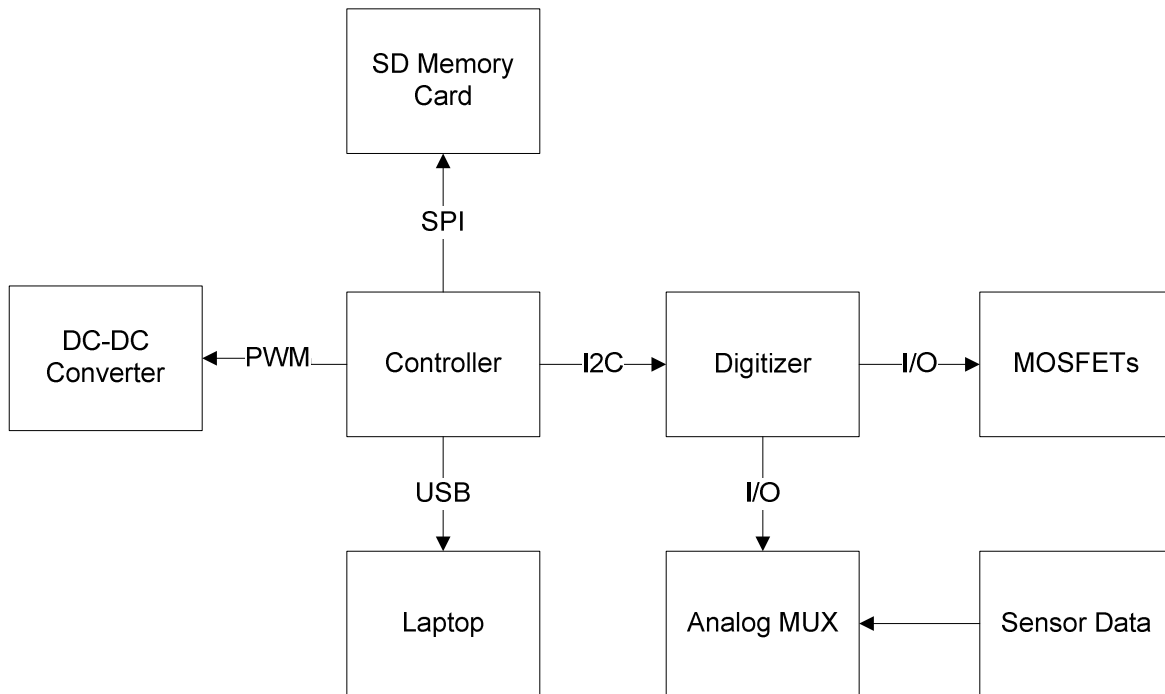 SD Memory
Card
SPI
DC-DC
Converter
PWM
Controller
I2C
Digitizer
I/O
MOSFETs
USB
I/O
Laptop
Analog MUX
Sensor Data